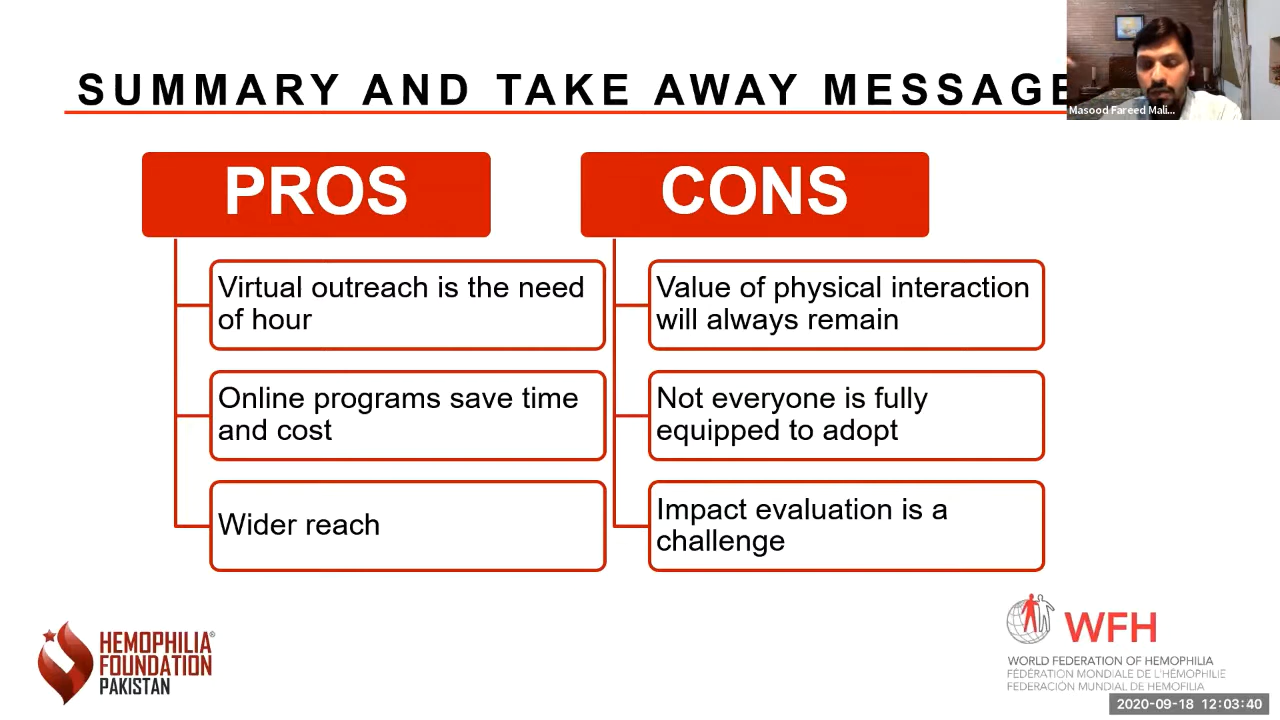 SUMMARY AND TAKE AWAY MESSAGE
Masood Fareed Mali...
PROS
Virtual outreach is the need
of hour
Online programs save time
and cost
Wider reach
CONS
Value of physical interaction
will always remain
Not everyone is fully
equipped to adopt
Impact evaluation is a
challenge
HEMOPHILIA®
FOUNDATION
PAKISTAN
WFH
WORLD FEDERATION OF HEMOPHILIA
FÉDÉRATION MONDIALE DE L'HÉMOPHILIE
FEDERACIÓN MUNDIAL DE HEMOFILIA
2020-09-18 12:03:40